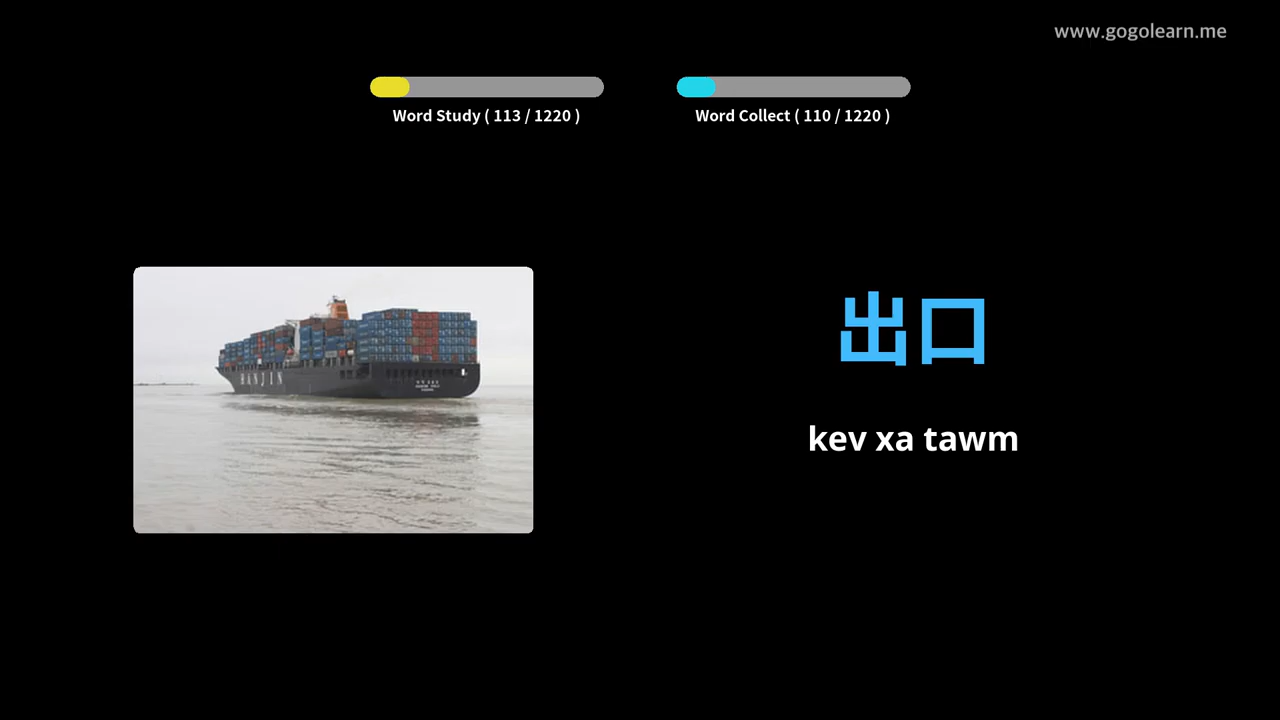 www.gogolearn.me
Word Study ( 113 / 1220 )
Word Collect ( 110 / 1220 )
HANJIN
出口
kev xa tawm